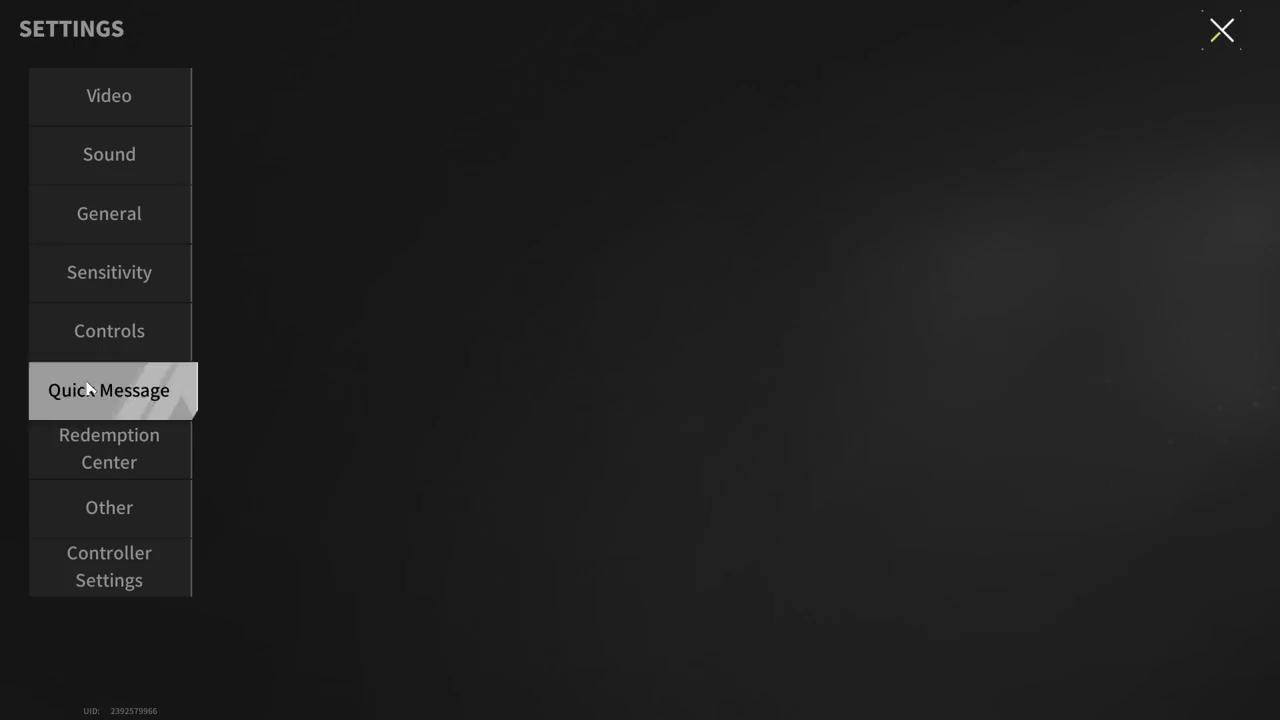 SETTINGS
Video
Sound
General
Sensitivity
Controls
Quick Message
Redemption
Center
Other
Controller
Settings
UID: 2392579966